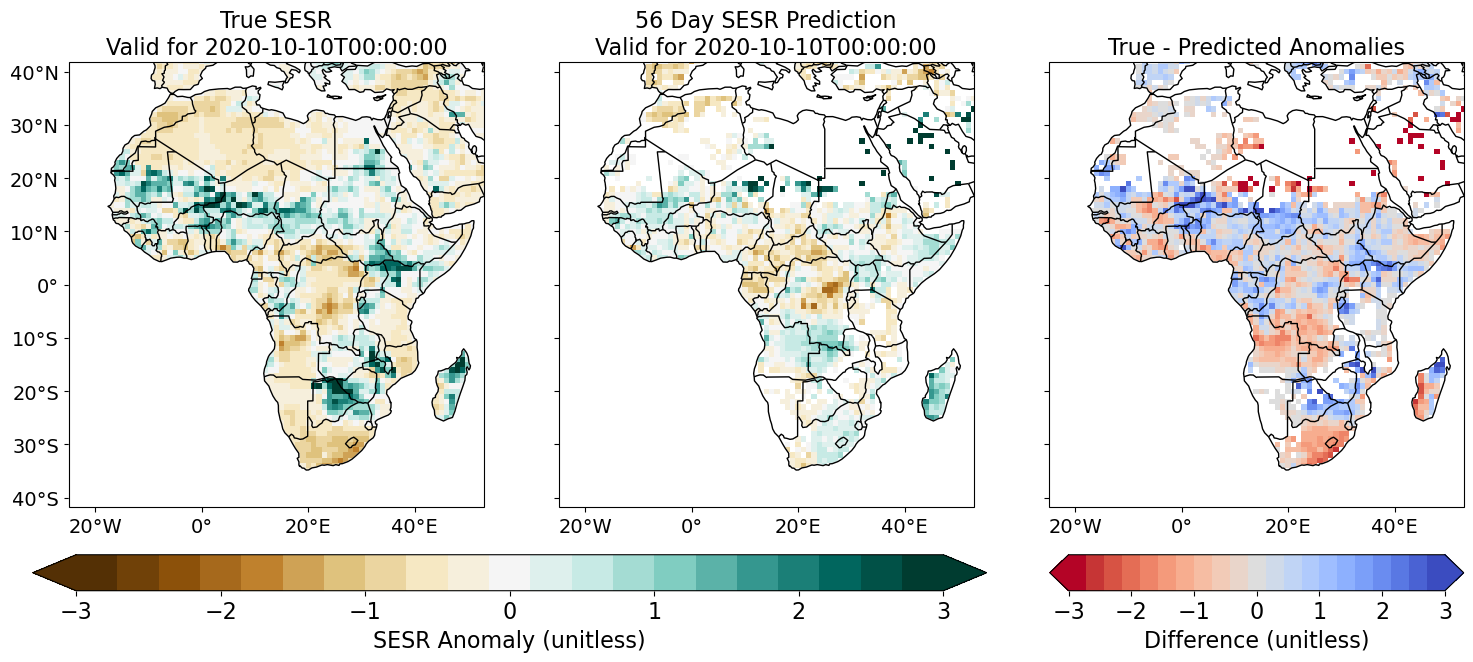 True SESR
Valid for 2020-10-10T00:00:00
56 Day SESR Prediction
Valid for 2020-10-10T00:00:00
True - Predicted Anomalies
40°N
30°N
20°N
10°N
0°
10°S
20°S
30°S
40°S
20°W 0° 20°E 40°E
20°W 0° 20°E 40°E
20°W 0° 20°E 40°E
−3 −2 −1 0 1 2 3
SESR Anomaly (unitless)
−3 −2 −1 0 1 2 3
Difference (unitless)